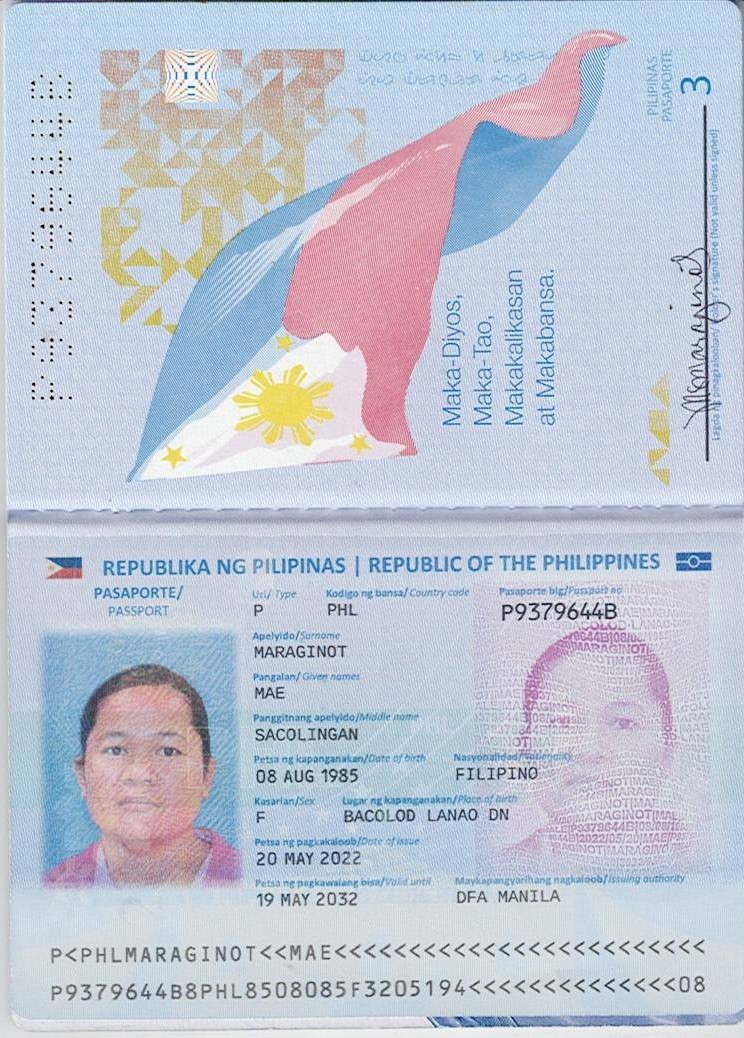 P9379644B
PILIPINAS
PASAPORTE
3
Maka-Diyos,
Maka-Tao,
Makakalikasan
at Makabansa.
REPUBLIKA NG PILIPINAS | REPUBLIC OF THE PHILIPPINES
PASAPORTE/
PASSPORT
Uri/ Type
Kodigo ng bansa/ Country code
Pasaporte blg/Passport no
P
PHL
P9379644B
Apelyido/Surname
MARAGINOT
Pangalan/ Given names
MAE
Panggitnang apelyido/Middle name
SACOLINGAN
Petsa ng kapanganakan/Date of birth
Nasyonalidad/Nationality
08 AUG 1985
FILIPINO
Kasarian/Sex
Lugar ng kapanganakan/Place of birth
F
BACOLOD LANAO DN
Petsa ng pagkakaloob/Date of issue
20 MAY 2022
Petsa ng pagkawalang bisa/Valid until
Maykapangyarihang nagkaloob/Issuing authority
19 MAY 2032
DFA MANILA
P<PHLMARAGINOT<<MAE<<<<<<<<<<<<<<<<<<<<<<<<<
P9379644B8PHL8508085F3205194<<<<<<<<<<<<<<08